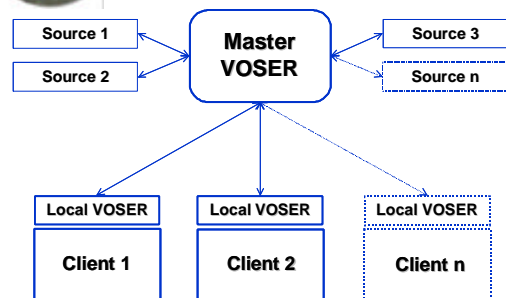 Source 1
Master
VOSER
Source 3
Source 2
Source n
Local VOSER
Local VOSER
Local VOSER
Client 1
Client 2
Client n